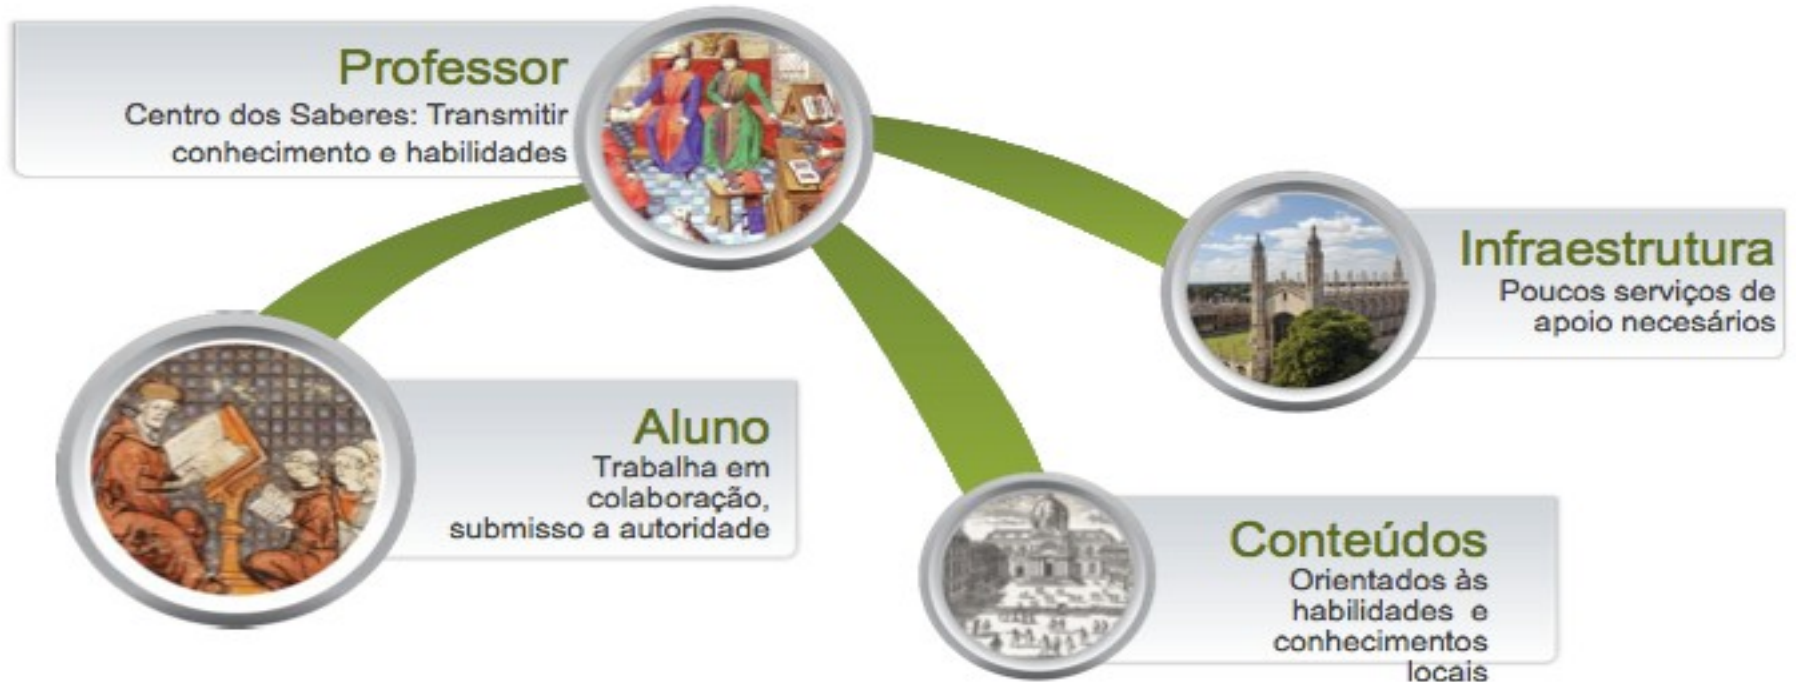 Professor
Centro dos Saberes: Transmitir
conhecimento e habilidades
Infraestrutura
Poucos serviços de
apoio necesários
Aluno
Trabalha em
colaboração,
submisso a autoridade
Conteúdos
Orientados às
habilidades e
conhecimentos
locais